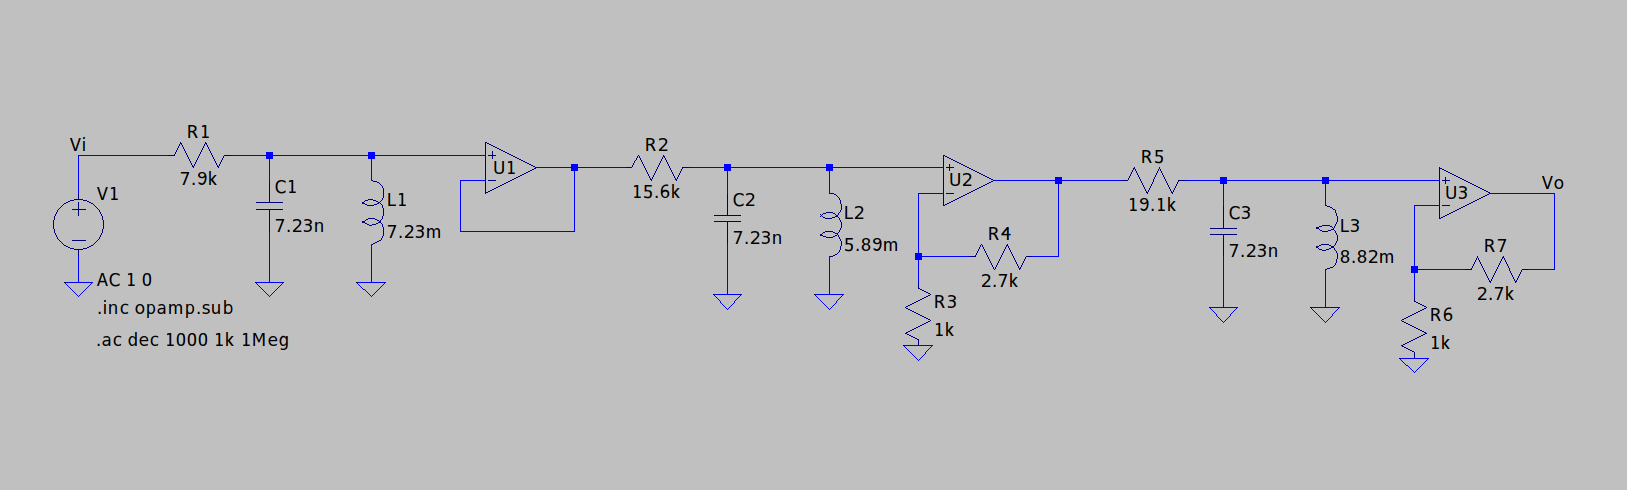 Vi
V1
AC 1 0
.inc opamp.sub
.ac dec 1000 1k 1Meg
R1
7.9k
C1
7.23n
L1
7.23m
U1
R2
15.6k
C2
7.23n
L2
5.89m
U2
R4
2.7k
R3
1k
R5
19.1k
C3
7.23n
L3
8.82m
U3
Vo
R7
2.7k
R6
1k